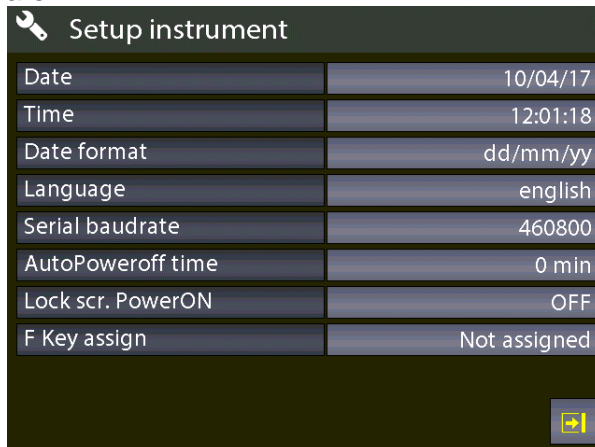 Setup instrument
Date 10/04/17
Time 12:01:18
Date format dd/mm/yy
Language english
Serial baudrate 460800
AutoPoweroff time 0 min
Lock scr. PowerON OFF
F Key assign Not assigned